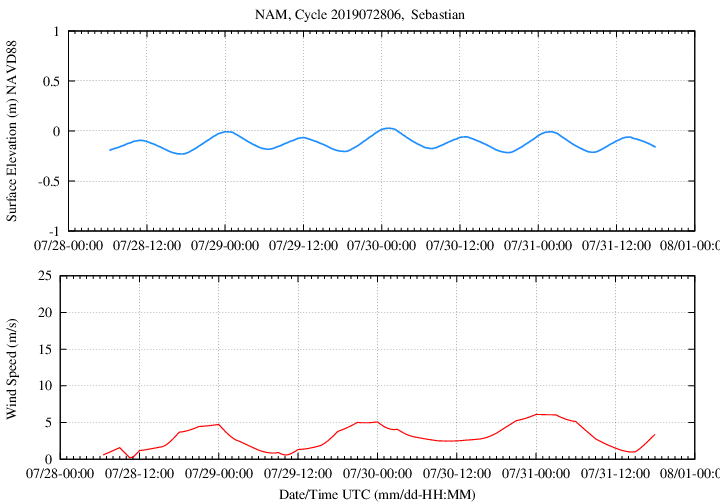 NAM, Cycle 2019072806, Sebastian
Surface Elevation (m) NAVD88
1
0.5
0
-0.5
-1
07/28-00:00 07/28-12:00 07/29-00:00 07/29-12:00 07/30-00:00 07/30-12:00 07/31-00:00 07/31-12:00 08/01-00:0
Wind Speed (m/s)
25
20
15
10
5
0
07/28-00:00 07/28-12:00 07/29-00:00 07/29-12:00 07/30-00:00 07/30-12:00 07/31-00:00 07/31-12:00 08/01-00:0
Date/Time UTC (mm/dd-HH:MM)